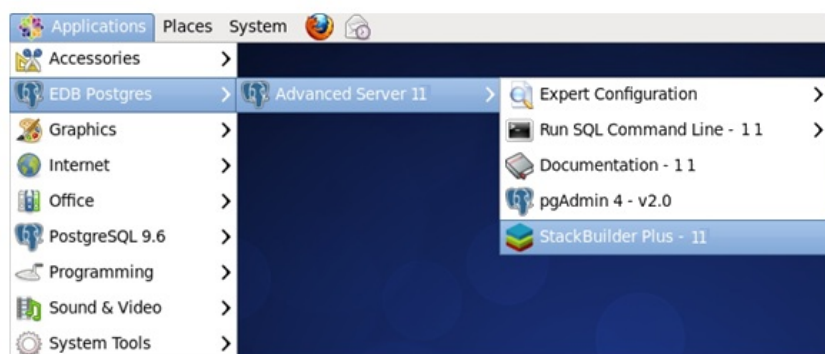 Applications Places System
Accessories
EDB Postgres
Graphics
Internet
Office
PostgreSQL 9.6
Programming
Sound & Video
System Tools
Advanced Server 11
Expert Configuration
Run SQL Command Line - 11
Documentation - 11
pgAdmin 4 - v2.0
StackBuilder Plus - 11